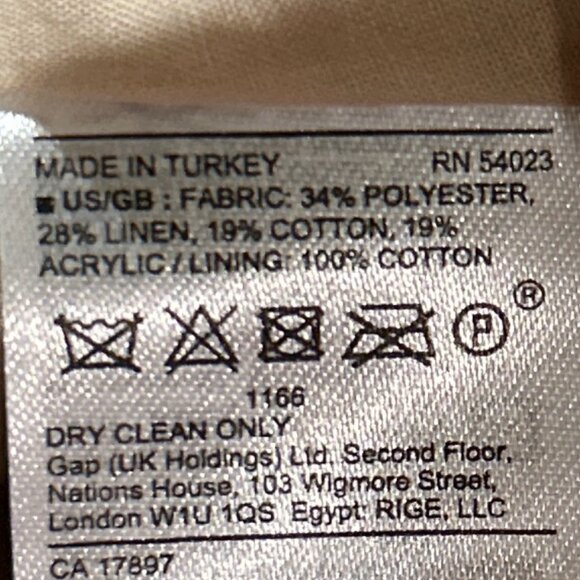 MADE IN TURKEY RN 54023
US/GB : FABRIC: 34% POLYESTER,
28% LINEN, 19% COTTON, 19%
ACRYLIC / LINING: 100% COTTON
®
P
1166
DRY CLEAN ONLY
Gap (UK Holdings) Ltd. Second Floor,
Nations House, 103 Wigmore Street,
London W1U 1QS Egypt: RIGE, LLC
CA 17897